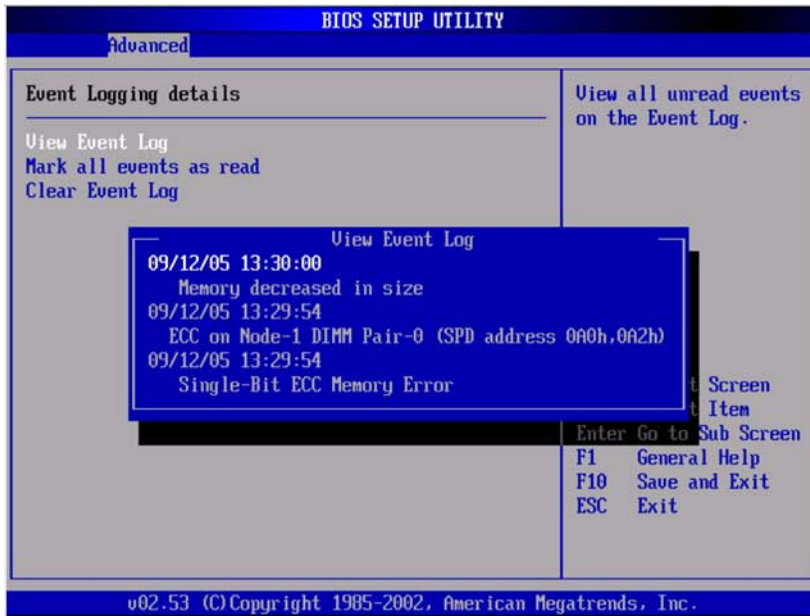 BIOS SETUP UTILITY
Advanced
Event Logging details
View Event Log
Mark all events as read
Clear Event Log
View all unread events
on the Event Log.
View Event Log
09/12/05 13:30:00
Memory decreased in size
09/12/05 13:29:54
ECC on Node-1 DIMM Pair-0 (SPD address 0A0h,0A2h)
09/12/05 13:29:54
Single-Bit ECC Memory Error
t Screen
t Item
Enter Go to Sub Screen
F1 General Help
F10 Save and Exit
ESC Exit
v02.53 (C)Copyright 1985-2002, American Megatrends, Inc.